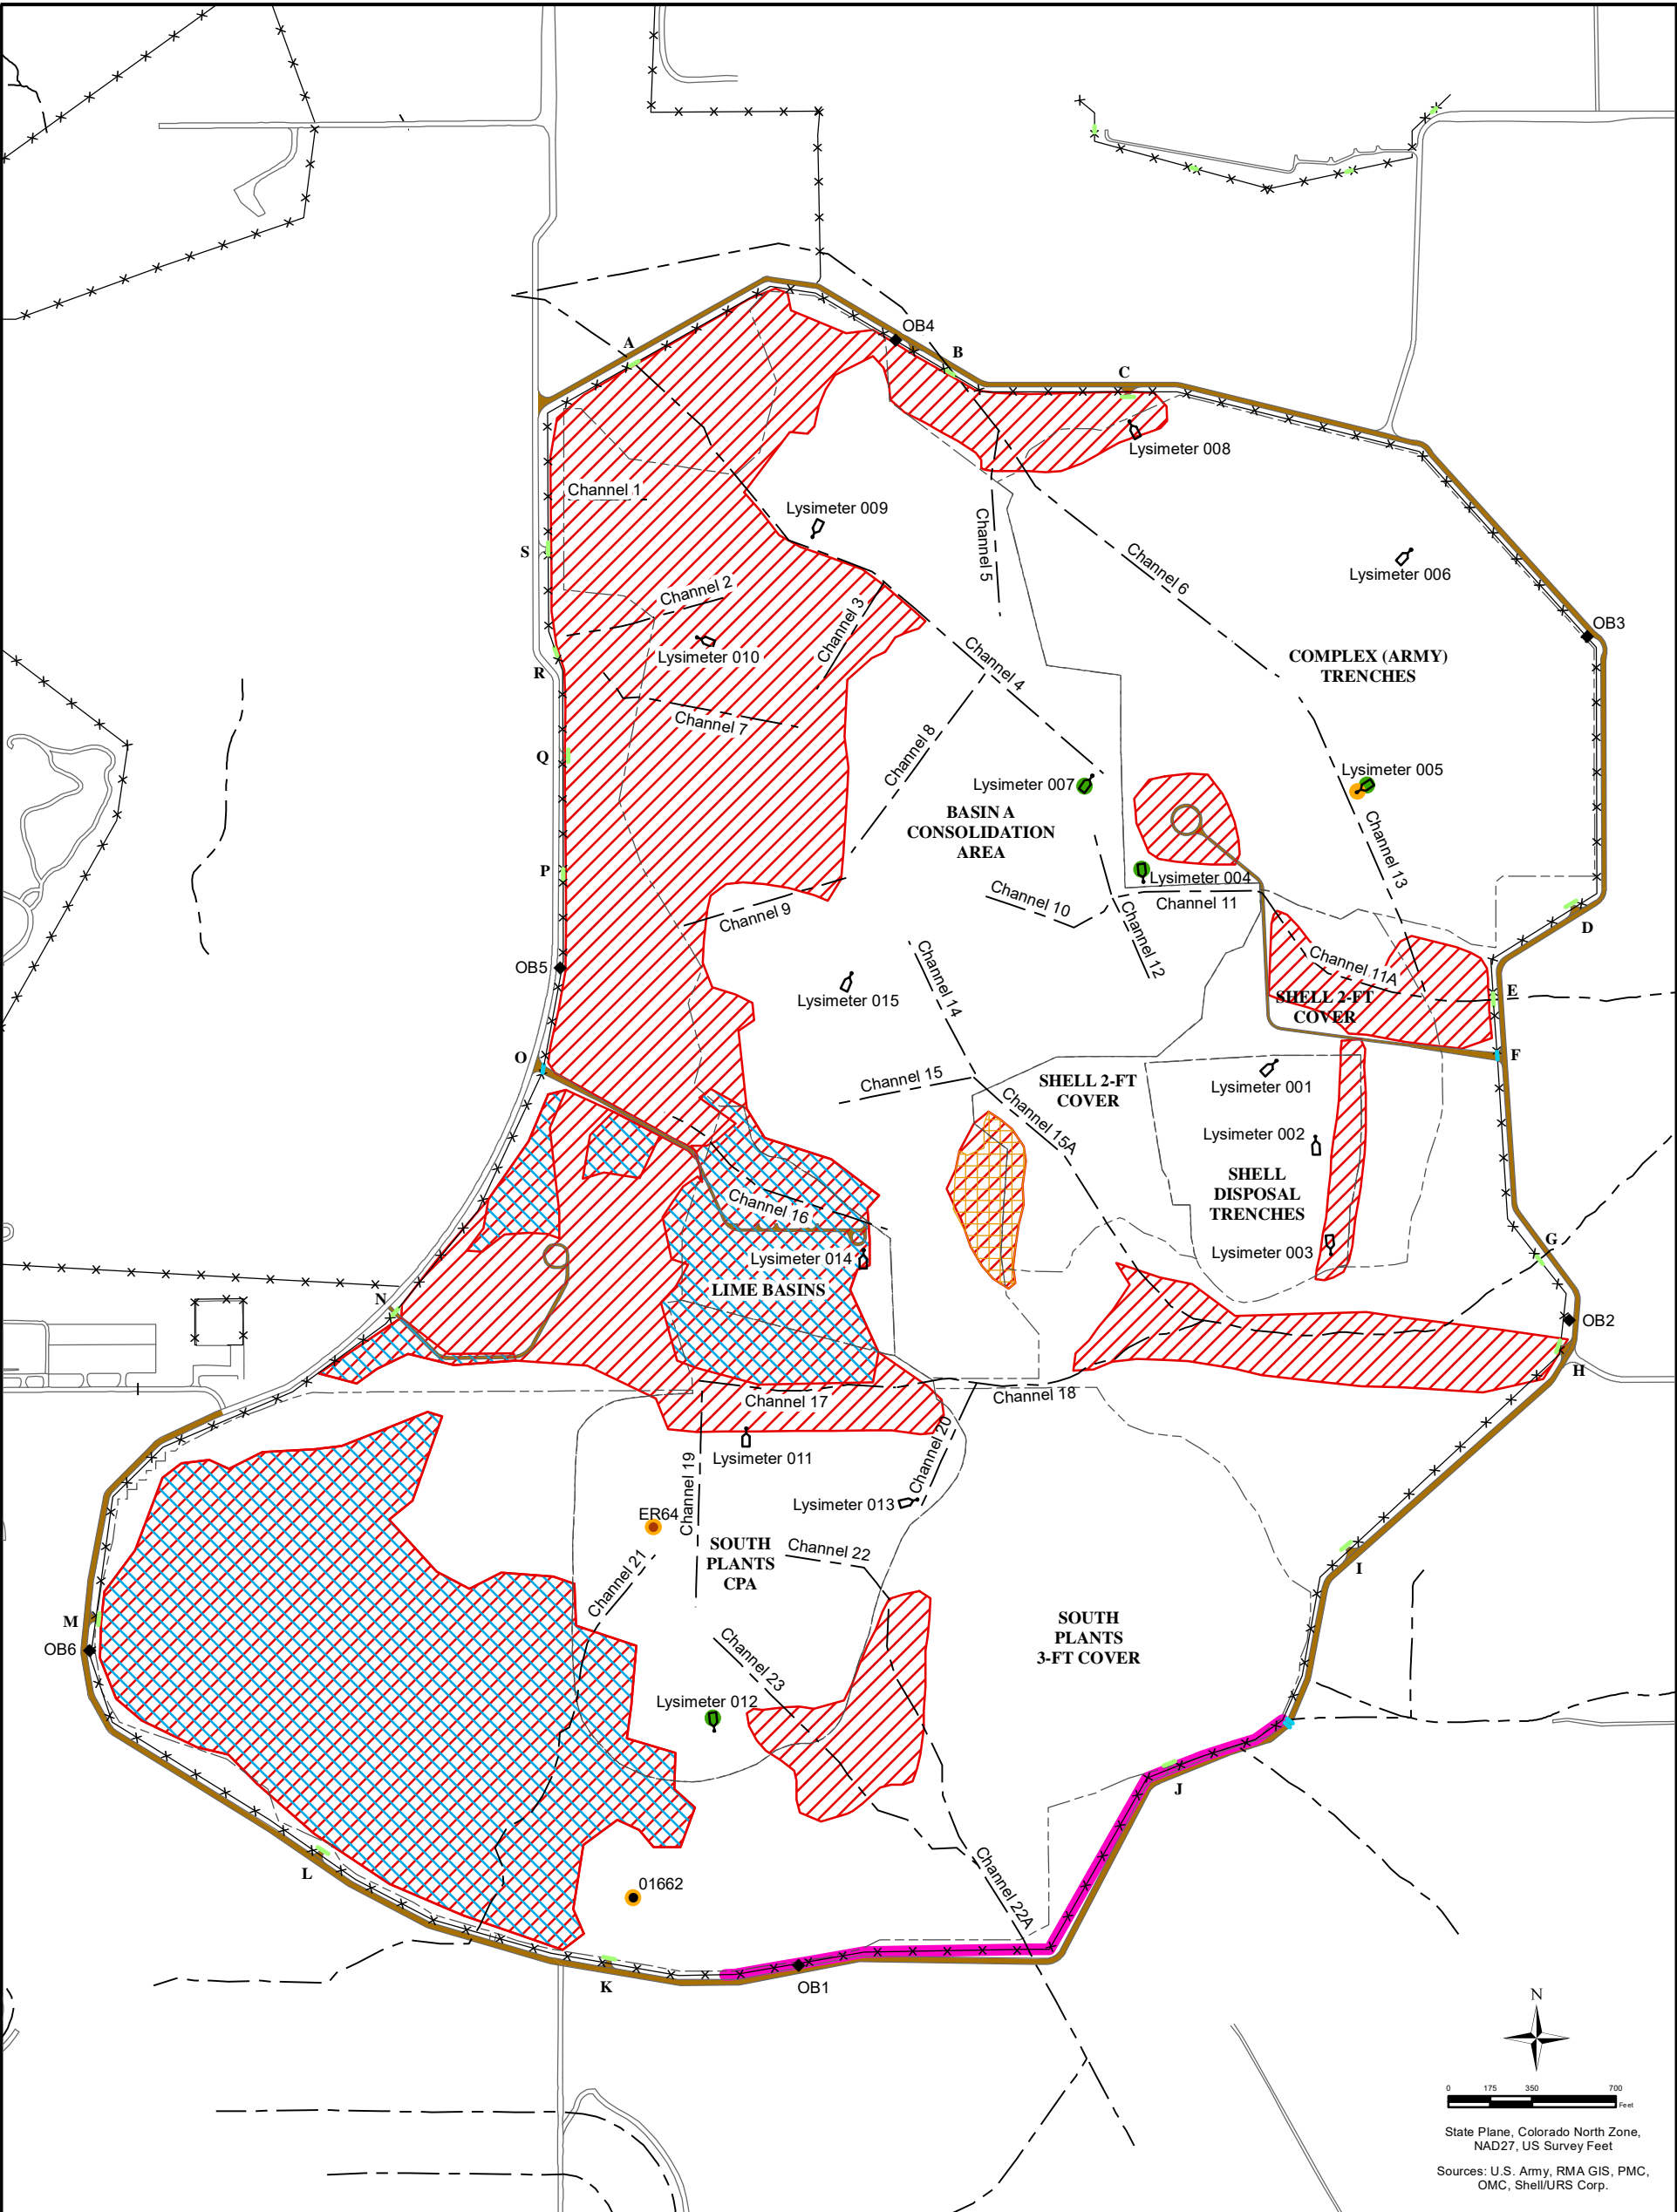 OB4
A
B
C
Lysimeter 008
Channel 1
Lysimeter 009
S
Channel 5
Channel 6
Lysimeter 006
Channel 2
Channel 3
OB3
Lysimeter 010
R
Channel 4
COMPLEX (ARMY)
TRENCHES
Channel 7
Channel 8
Q
Lysimeter 007
Lysimeter 005
BASIN A
CONSOLIDATION
AREA
Channel 13
P
Lysimeter 004
Channel 9
Channel 10
Channel 11
Channel 12
D
OB5
Channel 14
Channel 11A
Lysimeter 015
SHELL 2-FT
COVER
E
O
F
Channel 15
SHELL 2-FT
COVER
Lysimeter 001
Channel 15A
Lysimeter 002
SHELL
DISPOSAL
TRENCHES
Channel 16
G
Lysimeter 003
Lysimeter 014
LIME BASINS
N
OB2
H
Channel 17
Channel 18
Channel 20
Lysimeter 011
Channel 19
Lysimeter 013
ER64
SOUTH
PLANTS
CPA
Channel 22
Channel 21
I
M
OB6
SOUTH
PLANTS
3-FT COVER
Channel 23
Lysimeter 012
J
L
01662
Channel 22A
K
OB1
N
0 175 350 700
Feet
State Plane, Colorado North Zone,
NAD27, US Survey Feet
Sources: U.S. Army, RMA GIS, PMC,
OMC, Shell/URS Corp.